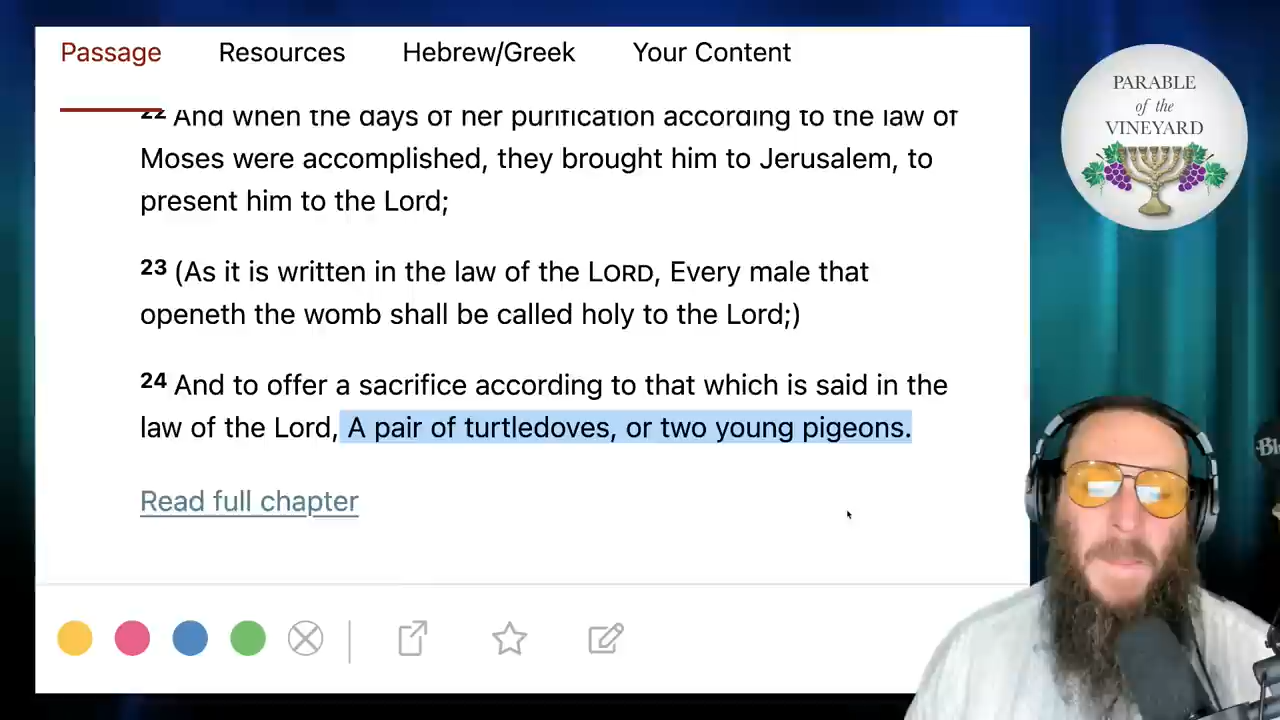 Passage Resources Hebrew/Greek Your Content
PARABLE
of the
VINEYARD
22 And when the days of her purification according to the law of
Moses were accomplished, they brought him to Jerusalem, to
present him to the Lord;
23 (As it is written in the law of the LORD, Every male that
openeth the womb shall be called holy to the Lord;)
24 And to offer a sacrifice according to that which is said in the
law of the Lord, A pair of turtledoves, or two young pigeons.
Read full chapter